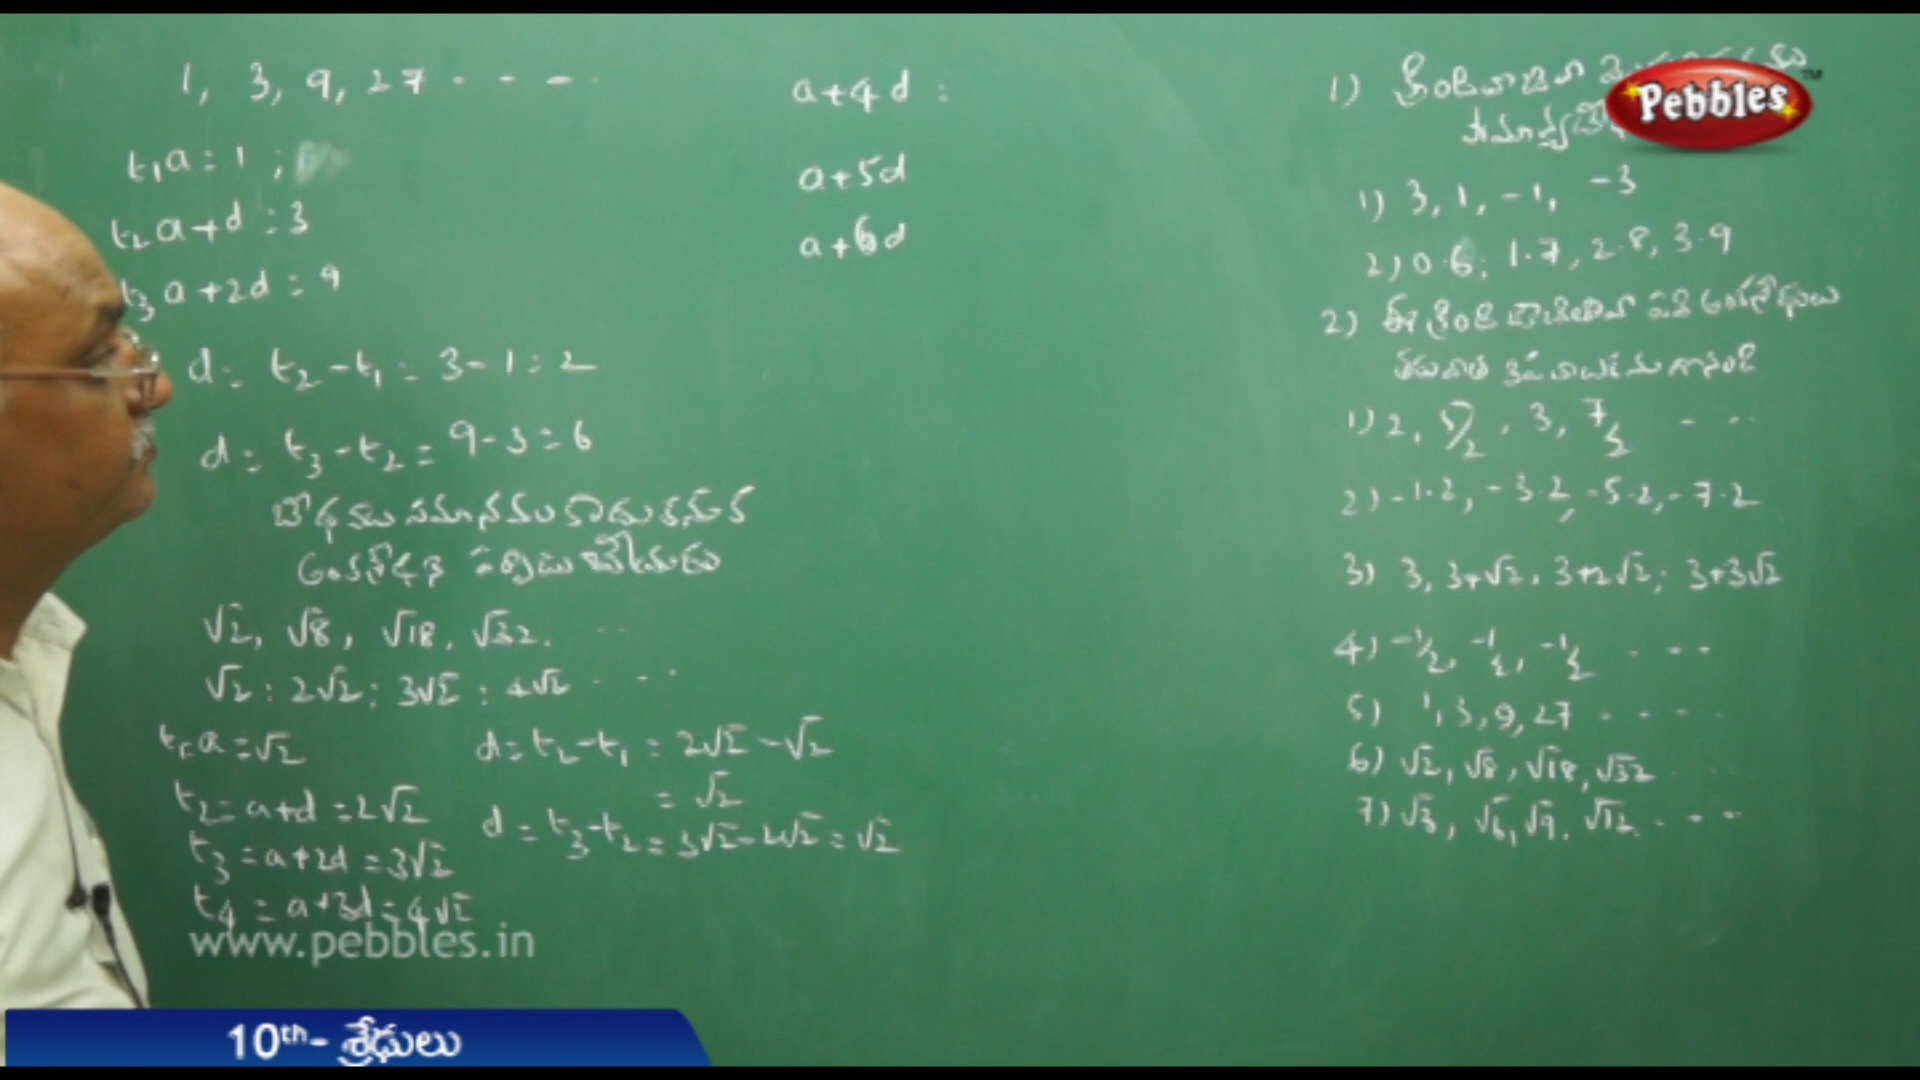 1, 3, 9, 27 - - -
t₁ a = 1 ;
t₂ a+d = 3
t₃ a+2d = 9
d = t₂ - t₁ = 3 - 1 = 2
d = t₃ - t₂ = 9 - 3 = 6
√2, √8, √18, √32. ..
√2 : 2√2 ; 3√2 ; 4√2 . - ..
t₁ a = √2
t₂ = a+d = 2√2
t₃ = a+2d = 3√2
t₄ = a+3d = 4√2
d = t₂ - t₁ = 2√2 - √2
= √2
d = t₃ - t₂ = 3√2 - 2√2 = √2
a+4d :
a+5d
a+6d
Pebbles™
1)
1) 3, 1, -1, -3
2) 0.6; 1.7, 2.8, 3.9
2) ఈ క్రింది
1) 2, 5/2, 3, 7/2 - - -
2) -1.2, -3.2, -5.2, -7.2
3) 3, 3+√2, 3+2√2; 3+3√2
4) -1/2, -1/2, -1/2 . - - -
5) 1, 3, 9, 27 . - - -
6) √2, √8, √18, √32
7) √3, √6, √9, √12. . - - -
www.pebbles.in
10th- శ్రేఢులు